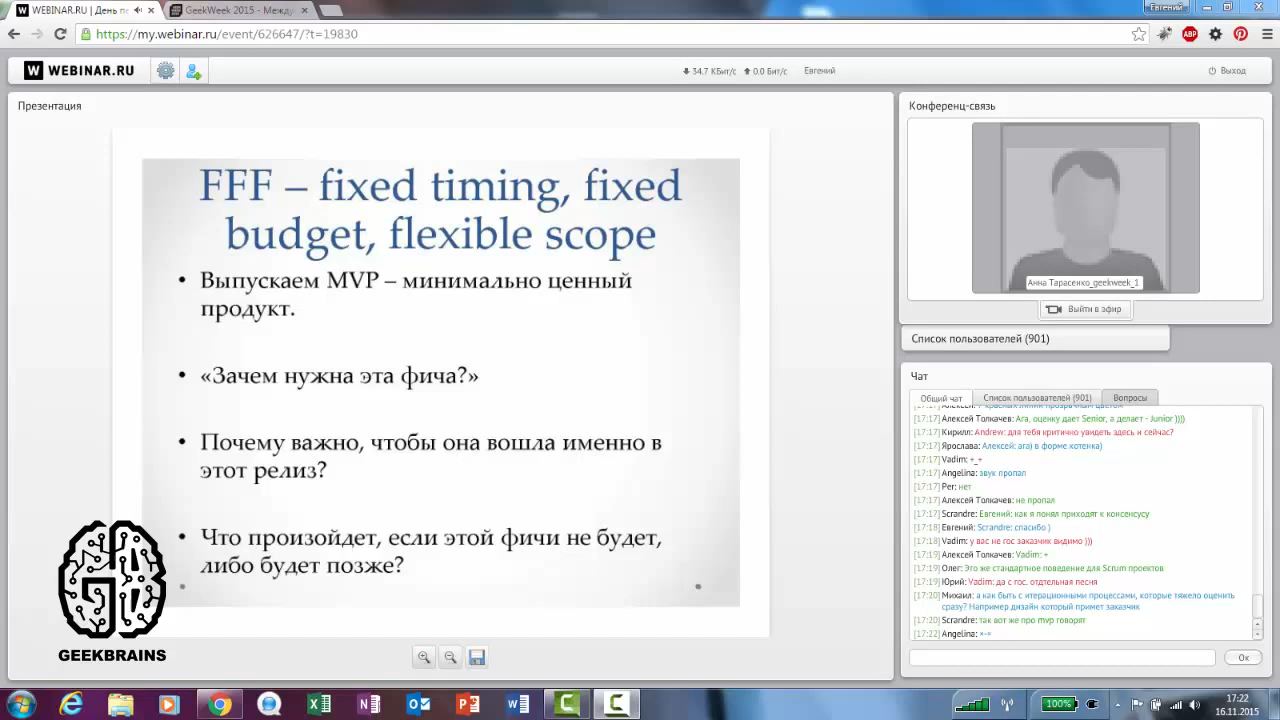 WEBINAR.RU | День по
GeekWeek 2015 - Между
Евгений
https://my.webinar.ru/event/626647/?t=19830
ABP
W WEBINAR.RU
34.7 КБит/с 0.0 Бит/с Евгений
Выход
Презентация
FFF – fixed timing, fixed
budget, flexible scope
• Выпускаем MVP – минимально ценный
продукт.
• «Зачем нужна эта фича?»
• Почему важно, чтобы она вошла именно в
этот релиз?
• Что произойдет, если этой фичи не будет,
либо будет позже?
GEEKBRAINS
Конференц-связь
Анна Тарасенко_geekweek_1
Выйти в эфир
Список пользователей (901)
Чат
Общий чат
Список пользователей (901)
Вопросы
[17:17] Алексей Толкачев: Ага, оценку дает Senior, а делает - Junior ))))
[17:17] Кирилл: Andrew: для тебя критично увидеть здесь и сейчас?
[17:17] Ярослава: Алексей: ага) в форме котенка)
[17:17] Vadim: +_+
[17:17] Angelina: звук пропал
[17:17] Per: нет
[17:17] Алексей Толкачев: не пропал
[17:17] Scrandre: Евгений: как я понял приходят к консенсусу
[17:18] Евгений: Scrandre: спасибо )
[17:18] Vadim: у вас не гос заказчик видимо )))
[17:19] Алексей Толкачев: Vadim: +
[17:19] Олег: Это же стандартное поведение для Scrum проектов
[17:19] Юрий: Vadim: да с гос. отдтельная песня
[17:20] Михаил: а как быть с итерационными процессами, которые тяжело оценить
сразу? Например дизайн который примет заказчик
[17:20] Scrandre: так вот же про mvp говорят
[17:22] Angelina: ×-×
Ок
100%
17:22
16.11.2015